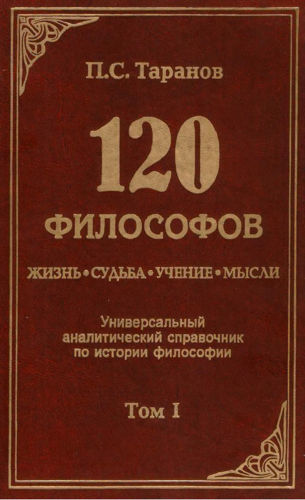 П.С. Таранов
120
ФИЛОСОФОВ
ЖИЗНЬ•СУДЬБА•УЧЕНИЕ•МЫСЛИ
Универсальный
аналитический справочник
по истории философии
Том I